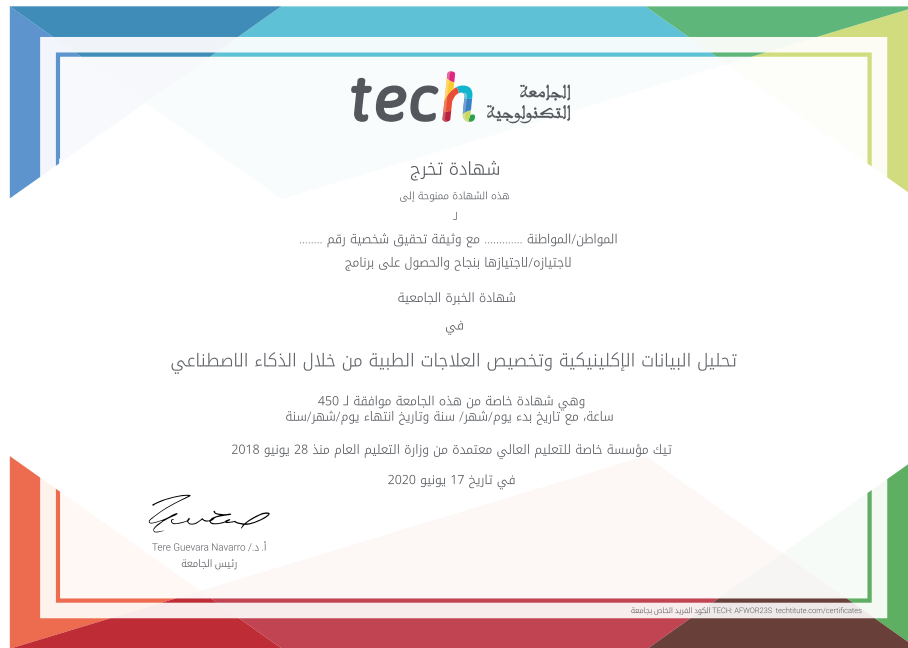 tech الجامعة
التكنولوجية
شهادة تخرج
هذه الشهادة ممنوحة إلى
لـ
المواطن/المواطنة ............ مع وثيقة تحقيق شخصية رقم ........
لاجتيازه/لاجتيازها بنجاح والحصول على برنامج
شهادة الخبرة الجامعية
في
تحليل البيانات الإكلينيكية وتخصيص العلاجات الطبية من خلال الذكاء الاصطناعي
وهي شهادة خاصة من هذه الجامعة موافقة لـ 450
ساعة، مع تاريخ بدء يوم/شهر/ سنة وتاريخ انتهاء يوم/شهر/سنة
تيك مؤسسة خاصة للتعليم العالي معتمدة من وزارة التعليم العام منذ 28 يونيو 2018
في تاريخ 17 يونيو 2020
أ. د./ Tere Guevara Navarro
رئيس الجامعة
الكود الفريد الخاص بجامعة TECH: AFWOR23S techtitute.com/certificates